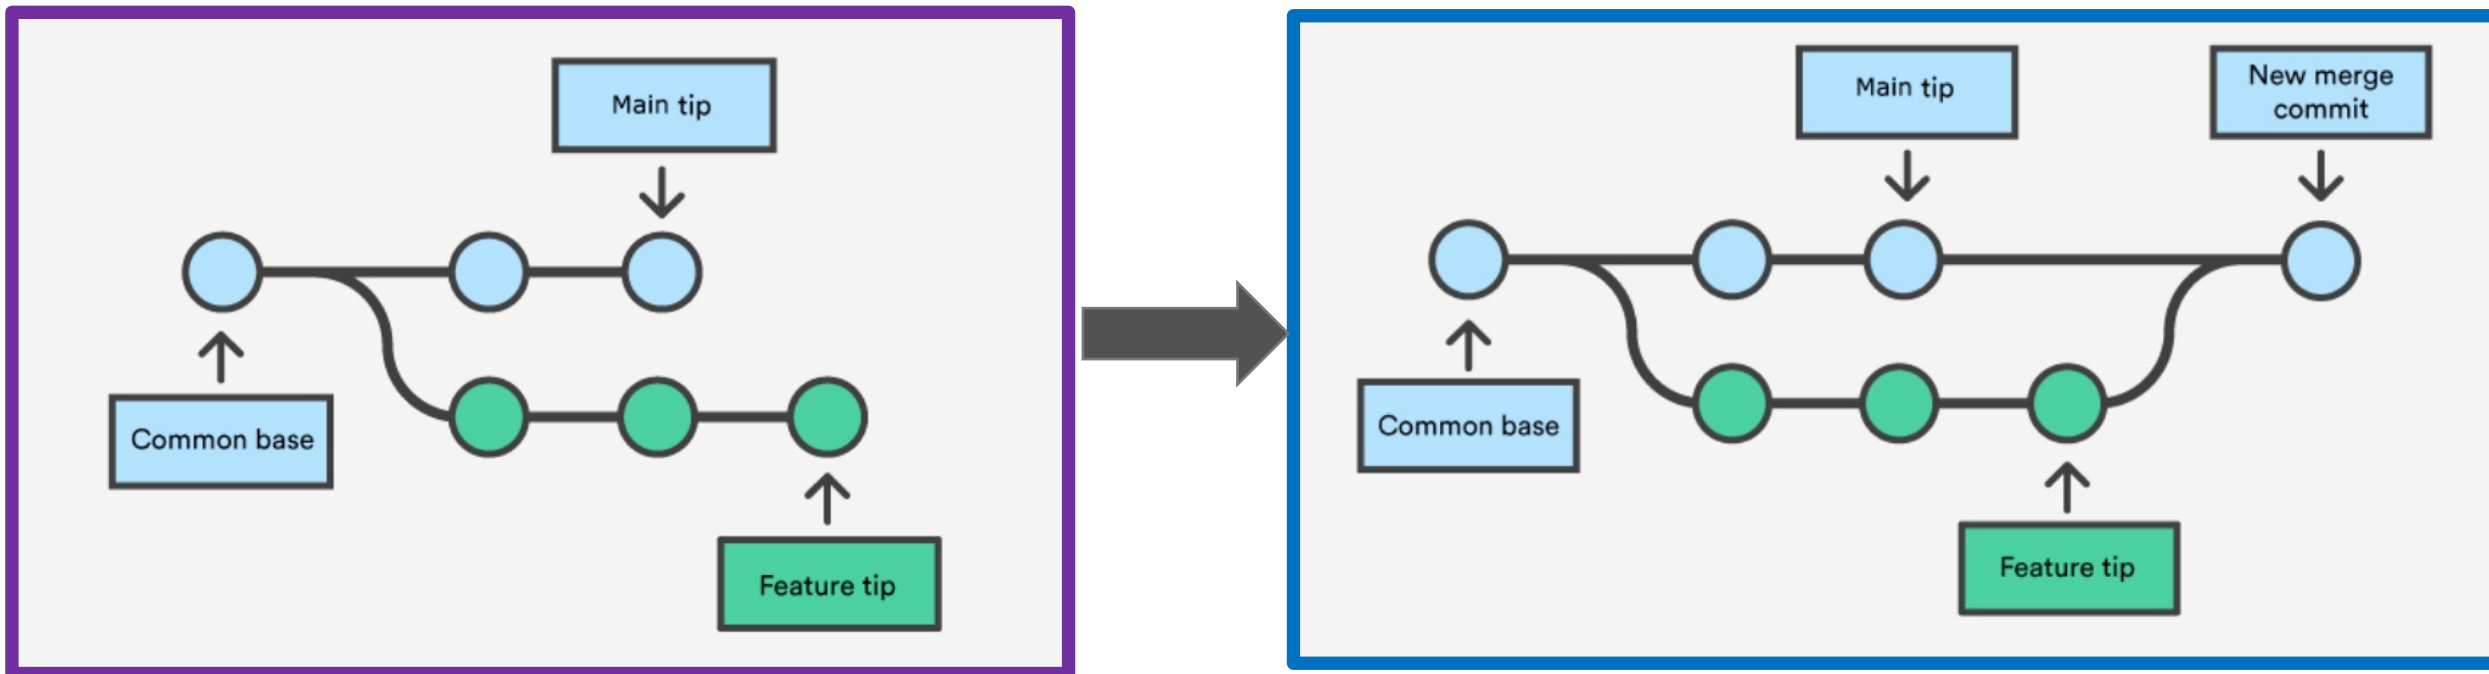 Main tip
Common base
Feature tip
Main tip
New merge
commit
Common base
Feature tip